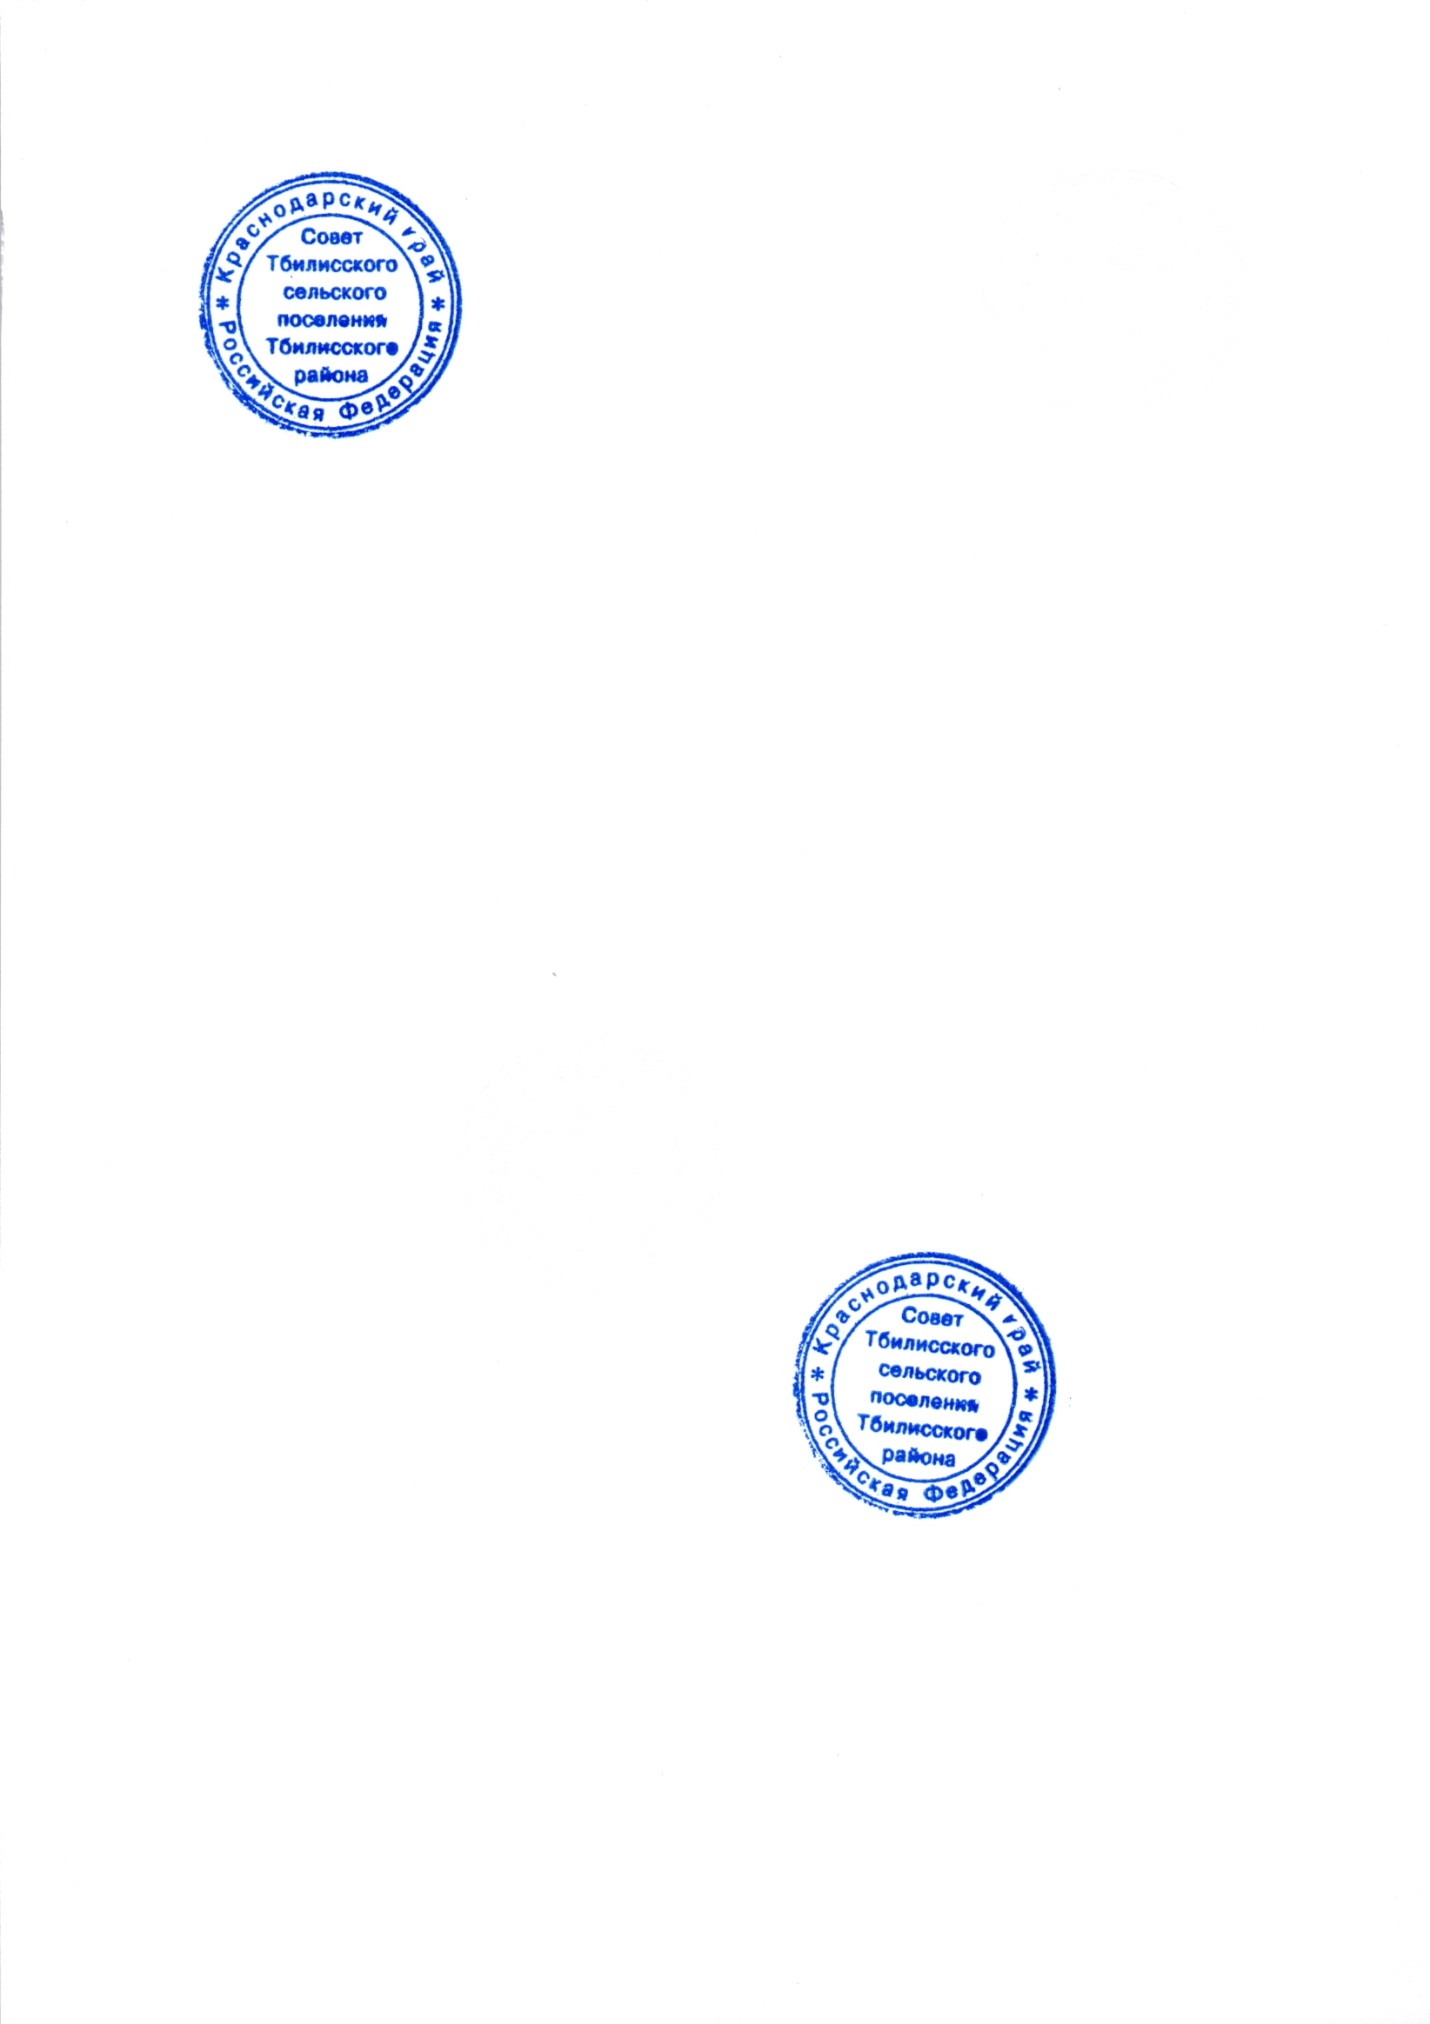 Краснодарский край
Совет
Тбилисского
сельского
поселения
Тбилисского
района
* Российская Федерация *
Краснодарский край
Совет
Тбилисского
сельского
поселения
Тбилисского
района
* Российская Федерация *